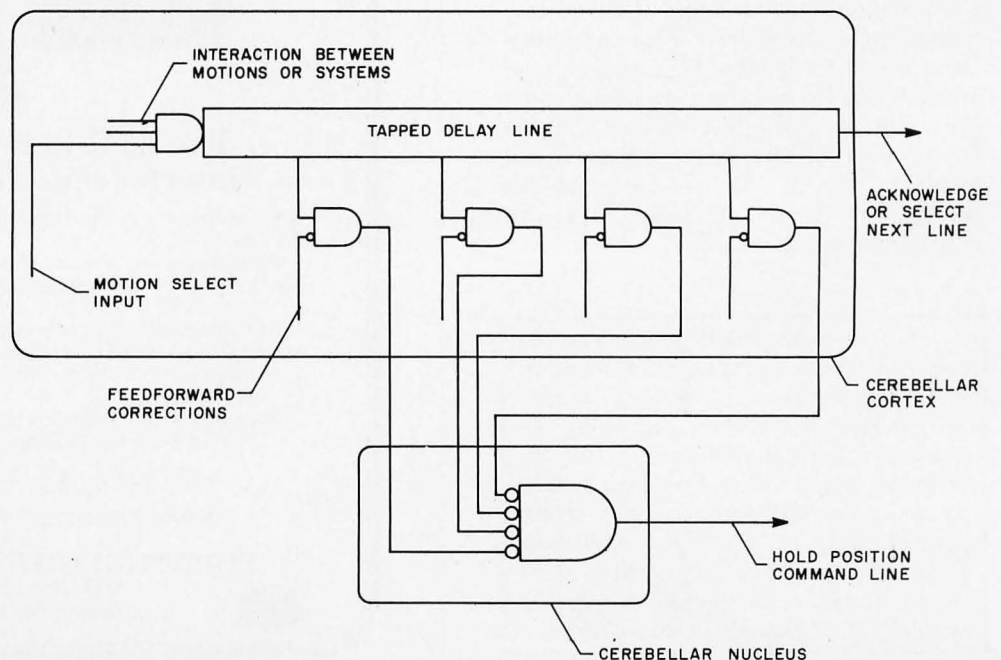 INTERACTION BETWEEN
MOTIONS OR SYSTEMS
TAPPED DELAY LINE
ACKNOWLEDGE
OR SELECT
NEXT LINE
MOTION SELECT
INPUT
FEEDFORWARD
CORRECTIONS
CEREBELLAR
CORTEX
HOLD POSITION
COMMAND LINE
CEREBELLAR NUCLEUS